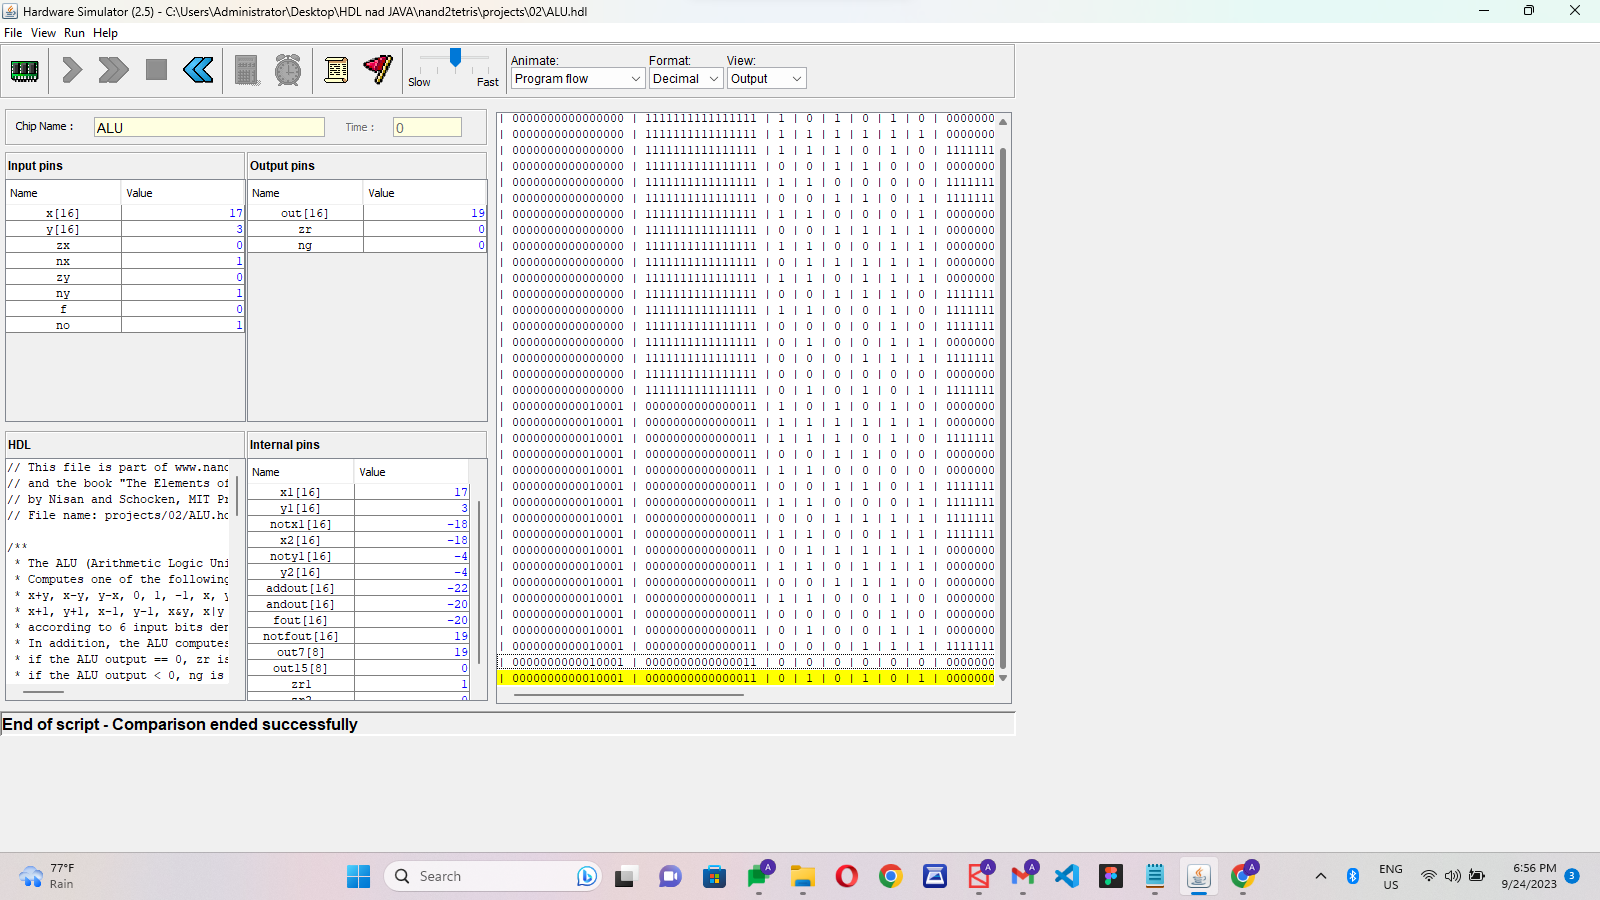 Hardware Simulator (2.5) - C:\Users\Administrator\Desktop\HDL nad JAVA\nand2tetris\projects\02\ALU.hdl
File View Run Help
Slow Fast
Animate: Format: View:
Program flow Decimal Output
Chip Name : ALU Time : 0
Input pins
Name Value
x[16] 17
y[16] 3
zx 0
nx 1
zy 0
ny 1
f 0
no 1
Output pins
Name Value
out[16] 19
zr 0
ng 0
HDL
// This file is part of www.nand
// and the book "The Elements of
// by Nisan and Schocken, MIT Pr
// File name: projects/02/ALU.hd
/**
* The ALU (Arithmetic Logic Uni
* Computes one of the following
* x+y, x-y, y-x, 0, 1, -1, x, y
* x+1, y+1, x-1, y-1, x&y, x|y
* according to 6 input bits den
* In addition, the ALU computes
* if the ALU output == 0, zr is
* if the ALU output < 0, ng is
Internal pins
Name Value
x1[16] 17
y1[16] 3
notx1[16] -18
x2[16] -18
noty1[16] -4
y2[16] -4
addout[16] -22
andout[16] -20
fout[16] -20
notfout[16] 19
out7[8] 19
out15[8] 0
zr1 1
| 0000000000000000 | 1111111111111111 | 1 | 0 | 1 | 0 | 1 | 0 | 0000000
| 0000000000000000 | 1111111111111111 | 1 | 1 | 1 | 1 | 1 | 1 | 0000000
| 0000000000000000 | 1111111111111111 | 1 | 1 | 1 | 0 | 1 | 0 | 1111111
| 0000000000000000 | 1111111111111111 | 0 | 0 | 1 | 1 | 0 | 0 | 0000000
| 0000000000000000 | 1111111111111111 | 1 | 1 | 0 | 0 | 0 | 0 | 1111111
| 0000000000000000 | 1111111111111111 | 0 | 0 | 1 | 1 | 0 | 1 | 1111111
| 0000000000000000 | 1111111111111111 | 1 | 1 | 0 | 0 | 0 | 1 | 0000000
| 0000000000000000 | 1111111111111111 | 0 | 0 | 1 | 1 | 1 | 1 | 0000000
| 0000000000000000 | 1111111111111111 | 1 | 1 | 0 | 0 | 1 | 1 | 0000000
| 0000000000000000 | 1111111111111111 | 0 | 1 | 1 | 1 | 1 | 1 | 0000000
| 0000000000000000 | 1111111111111111 | 1 | 1 | 0 | 1 | 1 | 1 | 0000000
| 0000000000000000 | 1111111111111111 | 0 | 0 | 1 | 1 | 1 | 0 | 1111111
| 0000000000000000 | 1111111111111111 | 1 | 1 | 0 | 0 | 1 | 0 | 1111111
| 0000000000000000 | 1111111111111111 | 0 | 0 | 0 | 0 | 1 | 0 | 1111111
| 0000000000000000 | 1111111111111111 | 0 | 1 | 0 | 0 | 1 | 1 | 0000000
| 0000000000000000 | 1111111111111111 | 0 | 0 | 0 | 1 | 1 | 1 | 1111111
| 0000000000000000 | 1111111111111111 | 0 | 0 | 0 | 0 | 0 | 0 | 0000000
| 0000000000000000 | 1111111111111111 | 0 | 1 | 0 | 1 | 0 | 1 | 1111111
| 0000000000010001 | 0000000000000011 | 1 | 0 | 1 | 0 | 1 | 0 | 0000000
| 0000000000010001 | 0000000000000011 | 1 | 1 | 1 | 1 | 1 | 1 | 0000000
| 0000000000010001 | 0000000000000011 | 1 | 1 | 1 | 0 | 1 | 0 | 1111111
| 0000000000010001 | 0000000000000011 | 0 | 0 | 1 | 1 | 0 | 0 | 0000000
| 0000000000010001 | 0000000000000011 | 1 | 1 | 0 | 0 | 0 | 0 | 0000000
| 0000000000010001 | 0000000000000011 | 0 | 0 | 1 | 1 | 0 | 1 | 1111111
| 0000000000010001 | 0000000000000011 | 1 | 1 | 0 | 0 | 0 | 1 | 1111111
| 0000000000010001 | 0000000000000011 | 0 | 0 | 1 | 1 | 1 | 1 | 1111111
| 0000000000010001 | 0000000000000011 | 1 | 1 | 0 | 0 | 1 | 1 | 1111111
| 0000000000010001 | 0000000000000011 | 0 | 1 | 1 | 1 | 1 | 1 | 0000000
| 0000000000010001 | 0000000000000011 | 1 | 1 | 0 | 1 | 1 | 1 | 0000000
| 0000000000010001 | 0000000000000011 | 0 | 0 | 1 | 1 | 1 | 0 | 0000000
| 0000000000010001 | 0000000000000011 | 1 | 1 | 0 | 0 | 1 | 0 | 0000000
| 0000000000010001 | 0000000000000011 | 0 | 0 | 0 | 0 | 1 | 0 | 0000000
| 0000000000010001 | 0000000000000011 | 0 | 1 | 0 | 0 | 1 | 1 | 0000000
| 0000000000010001 | 0000000000000011 | 0 | 0 | 0 | 1 | 1 | 1 | 1111111
| 0000000000010001 | 0000000000000011 | 0 | 0 | 0 | 0 | 0 | 0 | 0000000
| 0000000000010001 | 0000000000000011 | 0 | 1 | 0 | 1 | 0 | 1 | 0000000
End of script - Comparison ended successfully
77°F
Rain
Search
ENG
US
6:56 PM
9/24/2023
3